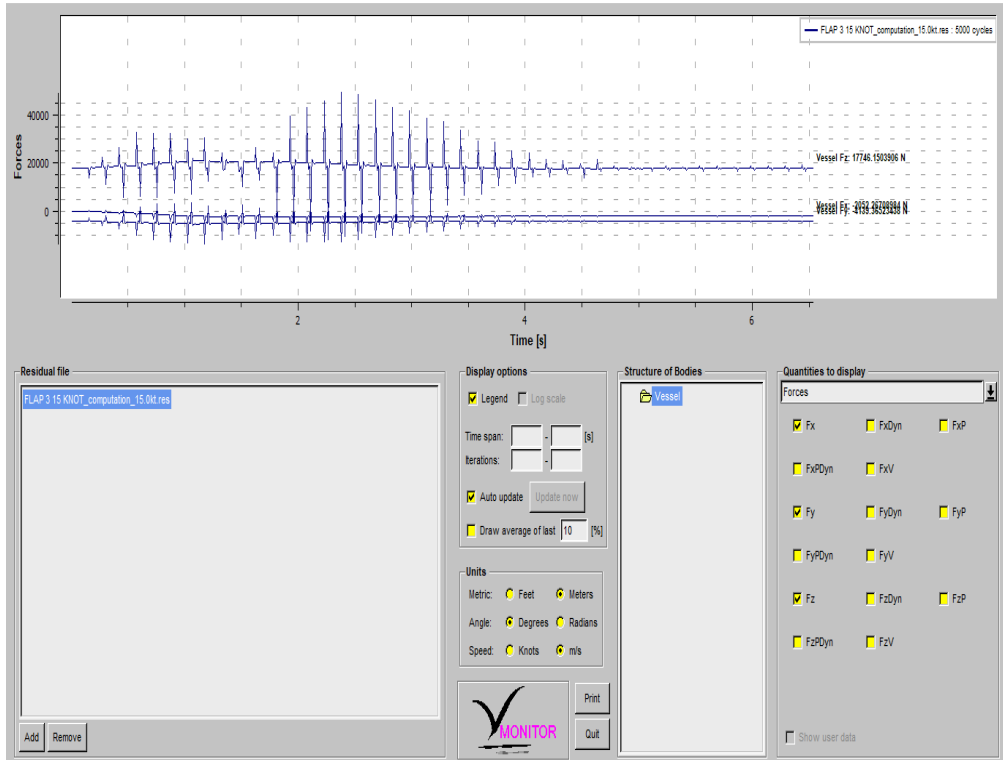 FLAP 3 15 KNOT_computation_15.0kt.res : 5000 cycles
Forces
40000
20000
0
Vessel Fz: 17746.1503906 N
2
4
6
Time [s]
Residual file
FLAP 3 15 KNOT_computation_15.0kt.res
Add
Remove
Display options
Legend
Log scale
Time span:
-
[s]
Iterations:
-
Auto update
Update now
Draw average of last
10
[%]
Units
Metric:
Feet
Meters
Angle:
Degrees
Radians
Speed:
Knots
m/s
MONITOR
Print
Quit
Structure of Bodies
Vessel
Quantities to display
Forces
Fx
FxDyn
FxP
FxPDyn
FxV
Fy
FyDyn
FyP
FyPDyn
FyV
Fz
FzDyn
FzP
FzPDyn
FzV
Show user data